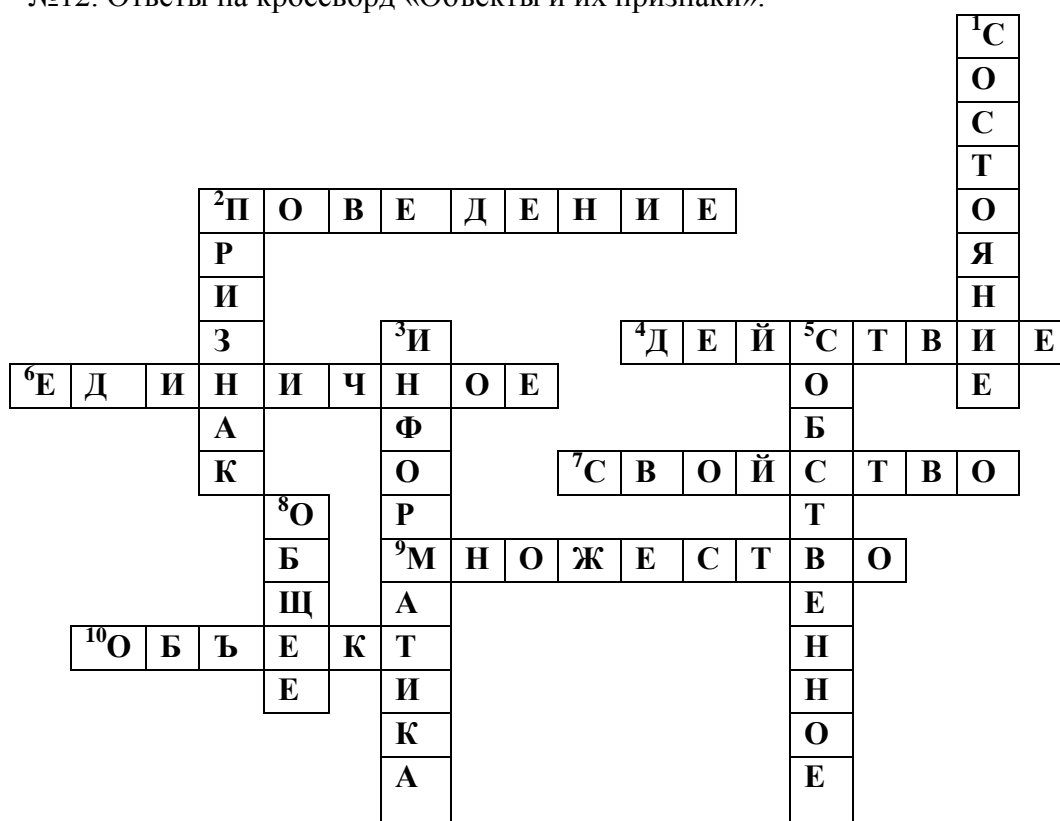 №12. Ответы на кроссворд «Объекты и их признаки».
¹С
О
С
Т
²П О В Е Д Е Н И Е О
Р Я
И Н
З ³И ⁴Д Е Й ⁵С Т В И Е
⁶Е Д И Н И Ч Н О Е О Е
А Ф Б
К О ⁷С В О Й С Т В О
⁸О Р Т
Б ⁹М Н О Ж Е С Т В О
Щ А Е
¹⁰О Б Ъ Е К Т Н
Е И Н
К О
А Е